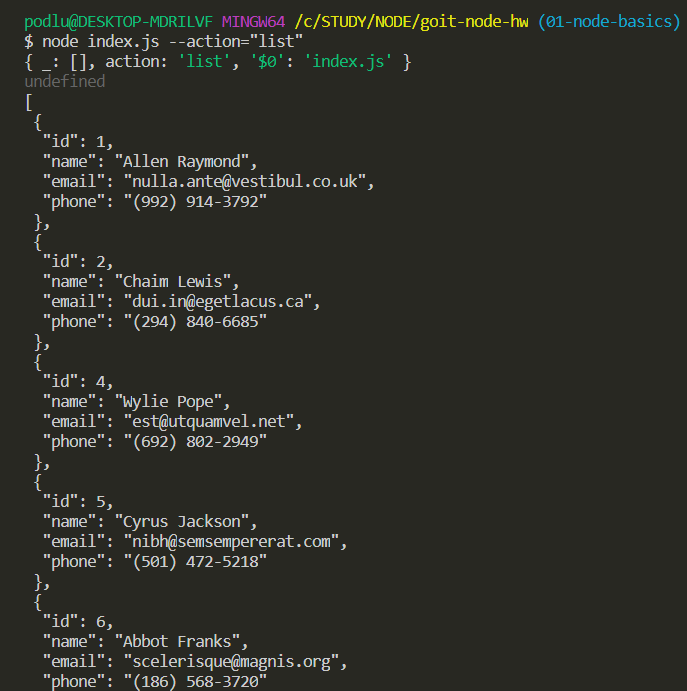 podlu@DESKTOP-MDRILVF MINGW64 /c/STUDY/NODE/goit-node-hw (01-node-basics)
$ node index.js --action="list"
{ _: [], action: 'list', '$0': 'index.js' }
undefined
[
 {
  "id": 1,
  "name": "Allen Raymond",
  "email": "nulla.ante@vestibul.co.uk",
  "phone": "(992) 914-3792"
 },
 {
  "id": 2,
  "name": "Chaim Lewis",
  "email": "dui.in@egetlacus.ca",
  "phone": "(294) 840-6685"
 },
 {
  "id": 4,
  "name": "Wylie Pope",
  "email": "est@utquamvel.net",
  "phone": "(692) 802-2949"
 },
 {
  "id": 5,
  "name": "Cyrus Jackson",
  "email": "nibh@semsempererat.com",
  "phone": "(501) 472-5218"
 },
 {
  "id": 6,
  "name": "Abbot Franks",
  "email": "scelerisque@magnis.org",
  "phone": "(186) 568-3720"